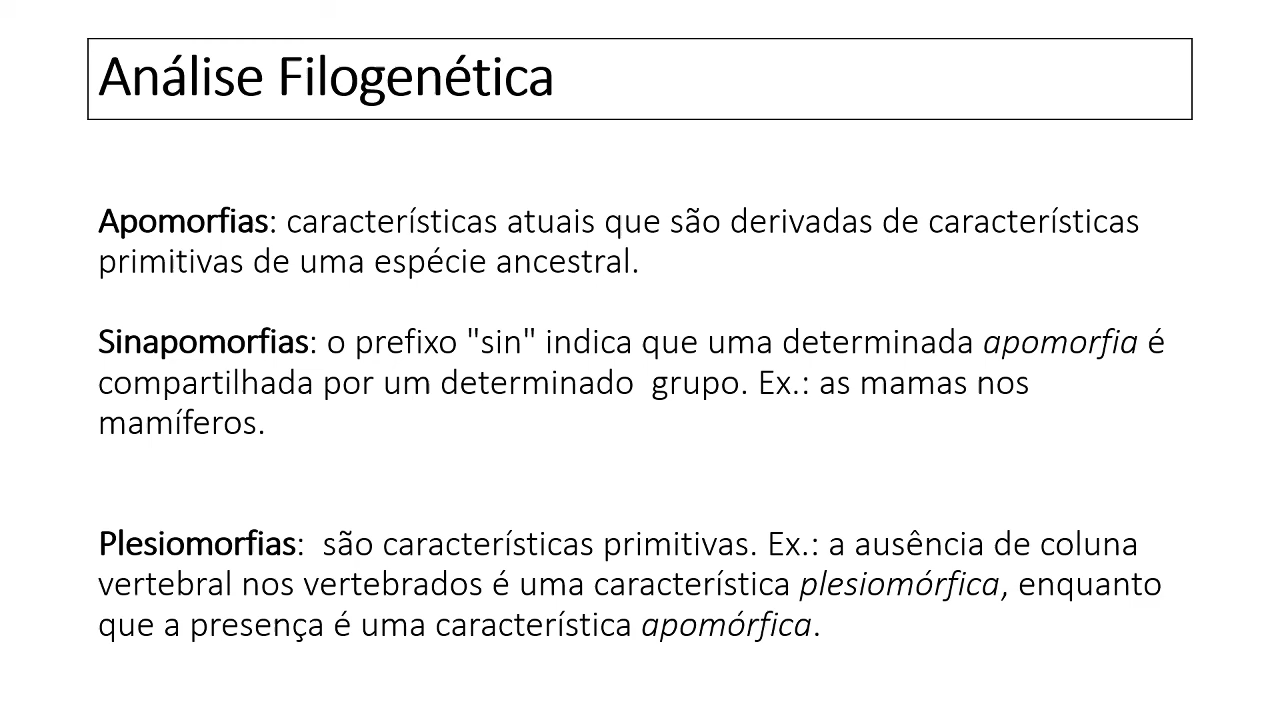 Análise Filogenética
Apomorfias: características atuais que são derivadas de características
primitivas de uma espécie ancestral.
Sinapomorfias: o prefixo "sin" indica que uma determinada apomorfia é
compartilhada por um determinado  grupo. Ex.: as mamas nos
mamíferos.
Plesiomorfias:  são características primitivas. Ex.: a ausência de coluna
vertebral nos vertebrados é uma característica plesiomórfica, enquanto
que a presença é uma característica apomórfica.